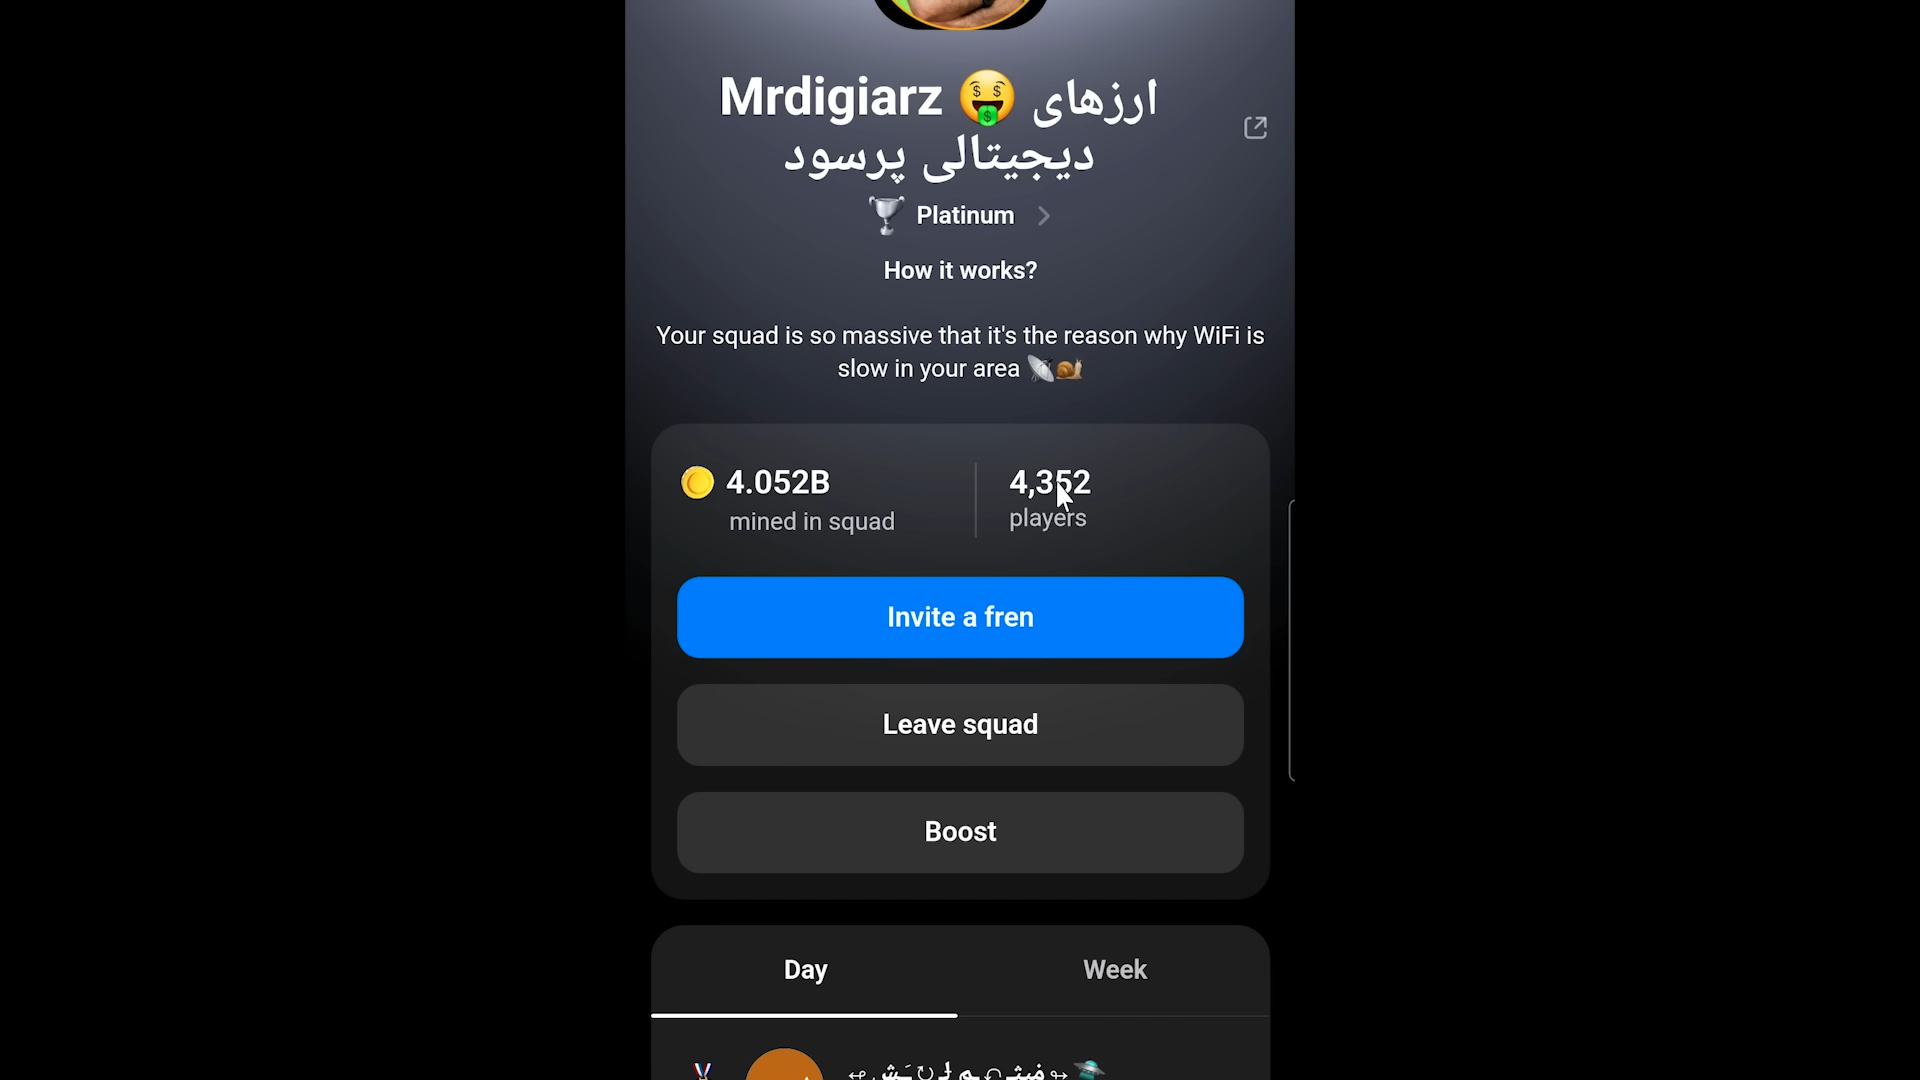 Mrdigiarz 🤑 ارزهای
دیجیتالی پرسود
Platinum
How it works?
Your squad is so massive that it's the reason why WiFi is
slow in your area 📡🐌
4.052B
mined in squad
4,352
players
Invite a fren
Leave squad
Boost
Day
Week